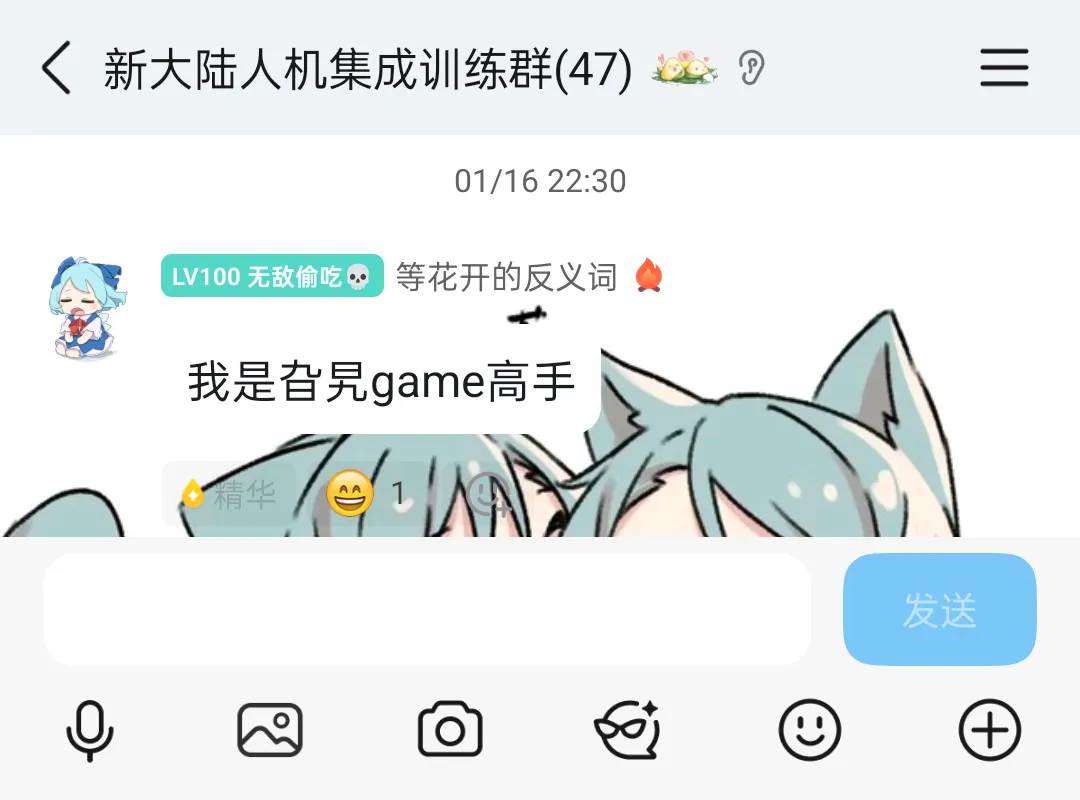 新大陆人机集成训练群(47)
01/16 22:30
LV100 无敌偷吃💀 等花开的反义词 🔥
我是旮旯game高手
精华 😄 1
发送